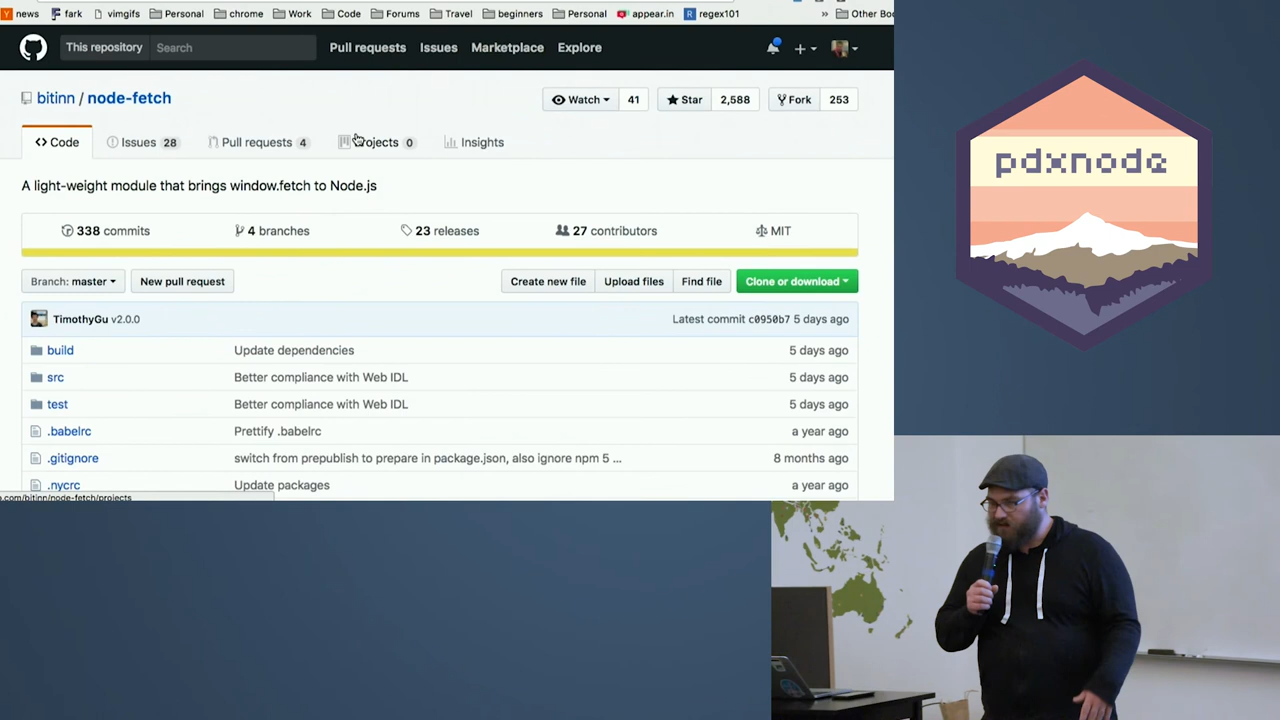 Y news fark vimgifs Personal chrome Work Code Forums Travel beginners Personal appear.in R regex101 » Other Boo
This repository Search Pull requests Issues Marketplace Explore
bitinn / node-fetch Watch 41 Star 2,588 Fork 253
Code Issues 28 Pull requests 4 Projects 0 Insights
A light-weight module that brings window.fetch to Node.js
338 commits 4 branches 23 releases 27 contributors MIT
Branch: master New pull request Create new file Upload files Find file Clone or download
TimothyGu v2.0.0 Latest commit c0950b7 5 days ago
build Update dependencies 5 days ago
src Better compliance with Web IDL 5 days ago
test Better compliance with Web IDL 5 days ago
.babelrc Prettify .babelrc a year ago
.gitignore switch from prepublish to prepare in package.json, also ignore npm 5 ... 8 months ago
.nycrc Update packages a year ago
.com/bitinn/node-fetch/projects
pdxnode